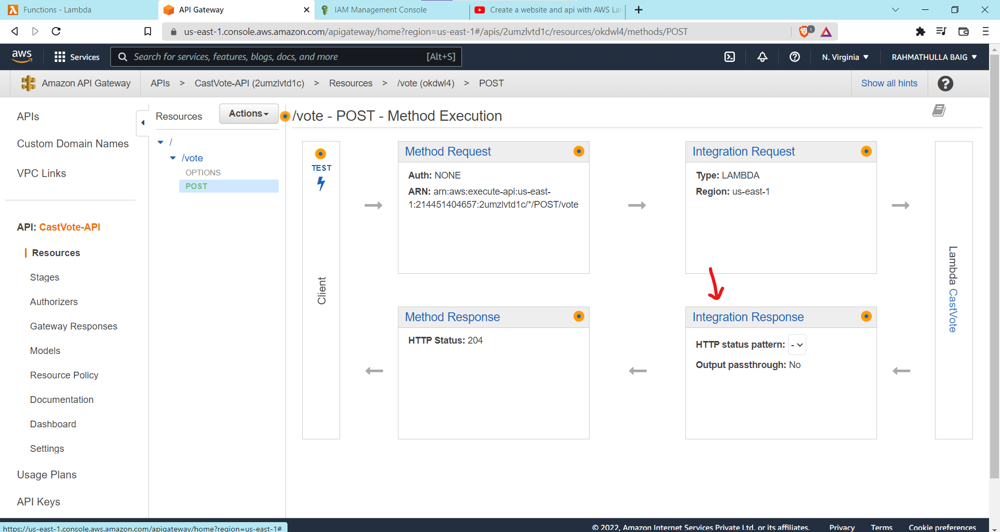 Functions - Lambda
API Gateway
IAM Management Console
Create a website and api with AWS La
us-east-1.console.aws.amazon.com/apigateway/home?region=us-east-1#/apis/2umzlvtd1c/resources/okdwl4/methods/POST
1
aws
Services
Search for services, features, blogs, docs, and more
[Alt+S]
N. Virginia
RAHMATHULLA BAIG
Amazon API Gateway
APIs > CastVote-API (2umzlvtd1c) > Resources > /vote (okdwl4) > POST
Show all hints
?
APIs
Custom Domain Names
VPC Links
API: CastVote-API
Resources
Stages
Authorizers
Gateway Responses
Models
Resource Policy
Documentation
Dashboard
Settings
Usage Plans
API Keys
Resources
Actions
/
/vote
OPTIONS
POST
/vote - POST - Method Execution
TEST
Client
Method Request
Auth: NONE
ARN: arn:aws:execute-api:us-east-
1:214451404657:2umzlvtd1c/*/POST/vote
Integration Request
Type: LAMBDA
Region: us-east-1
Lambda CastVote
Method Response
HTTP Status: 204
Integration Response
HTTP status pattern: -
Output passthrough: No
https://us-east-1.console.aws.amazon.com/apigateway/home?region=us-east-1#
© 2022, Amazon Internet Services Private Ltd. or its affiliates.
Privacy
Terms
Cookie preferences